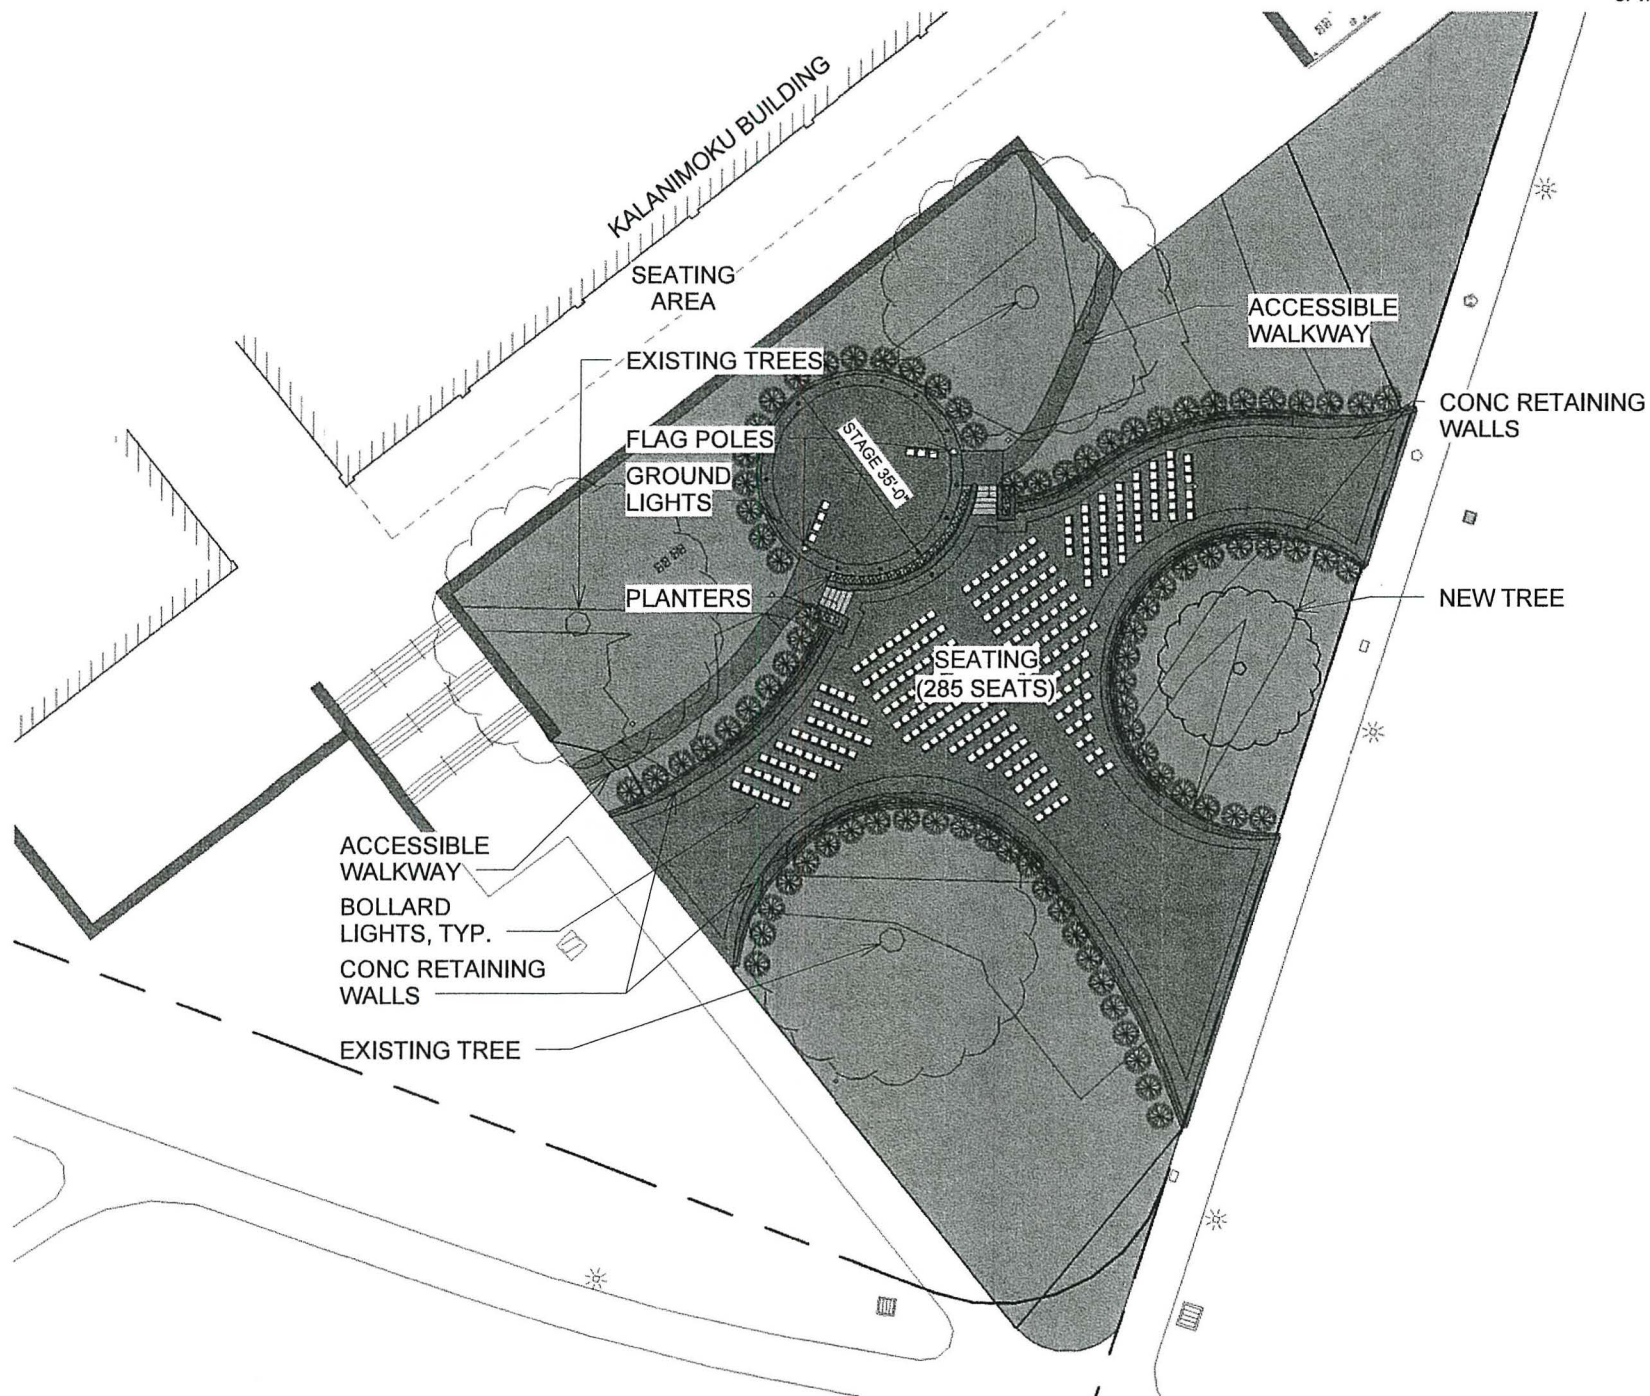 KALANIMOKU BUILDING
SEATING
AREA
ACCESSIBLE
WALKWAY
EXISTING TREES
CONC RETAINING
WALLS
FLAG POLES
STAGE 35'-0"
GROUND
LIGHTS
PLANTERS
NEW TREE
SEATING
(285 SEATS)
ACCESSIBLE
WALKWAY
BOLLARD
LIGHTS, TYP.
CONC RETAINING
WALLS
EXISTING TREE